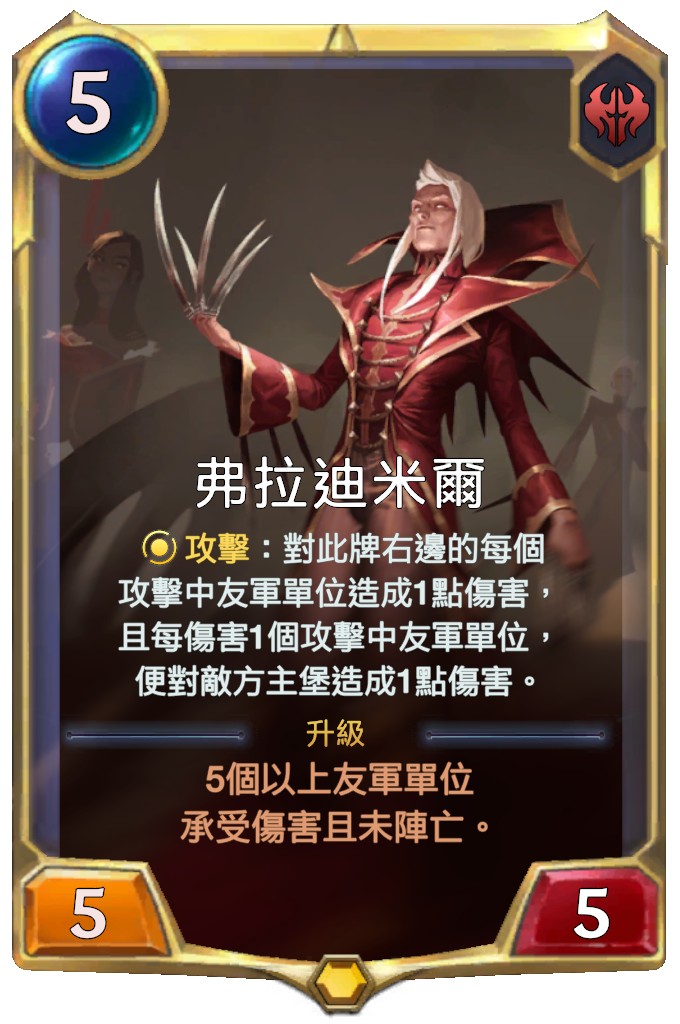 5
弗拉迪米爾
攻擊：對此牌右邊的每個
攻擊中友軍單位造成1點傷害，
且每傷害1個攻擊中友軍單位，
便對敵方主堡造成1點傷害。
升級
5個以上友軍單位
承受傷害且未陣亡。
5
5